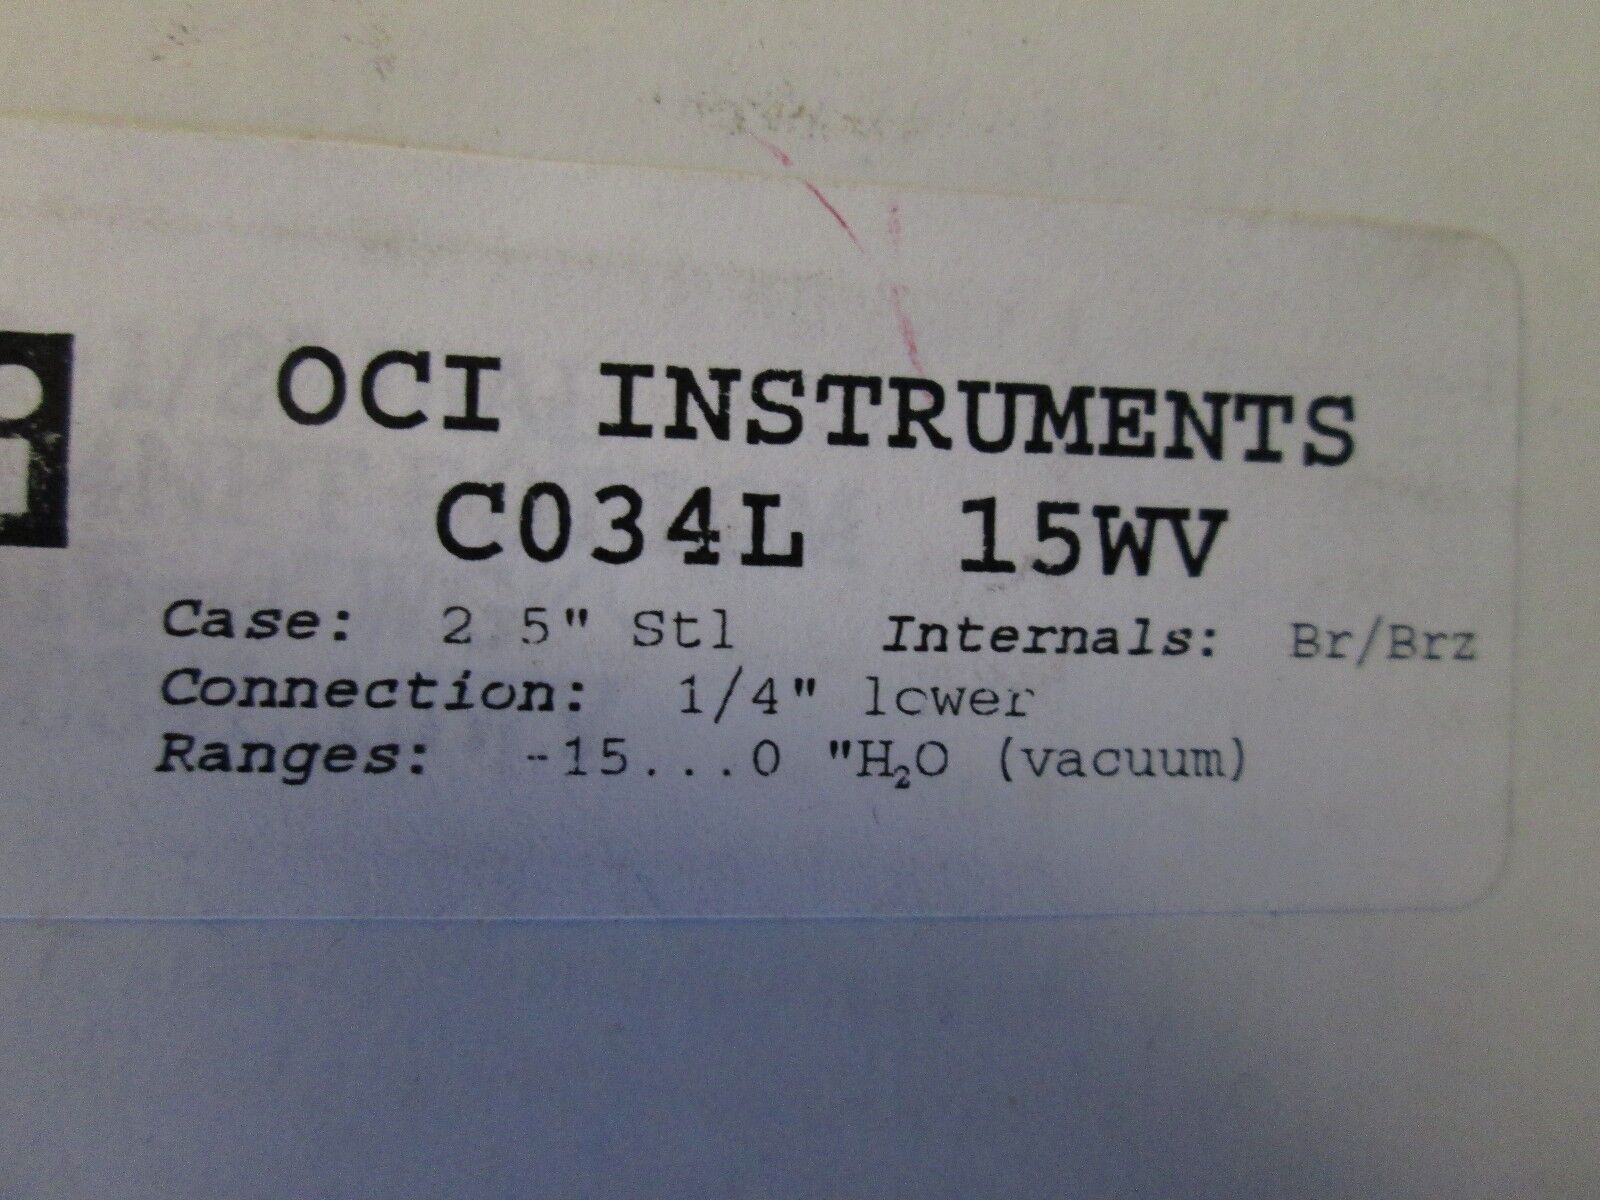 OCI INSTRUMENTS
C034L 15WV
Case: 2 5" Stl Internals: Br/Brz
Connection: 1/4" lower
Ranges: -15...0 "H₂O (vacuum)